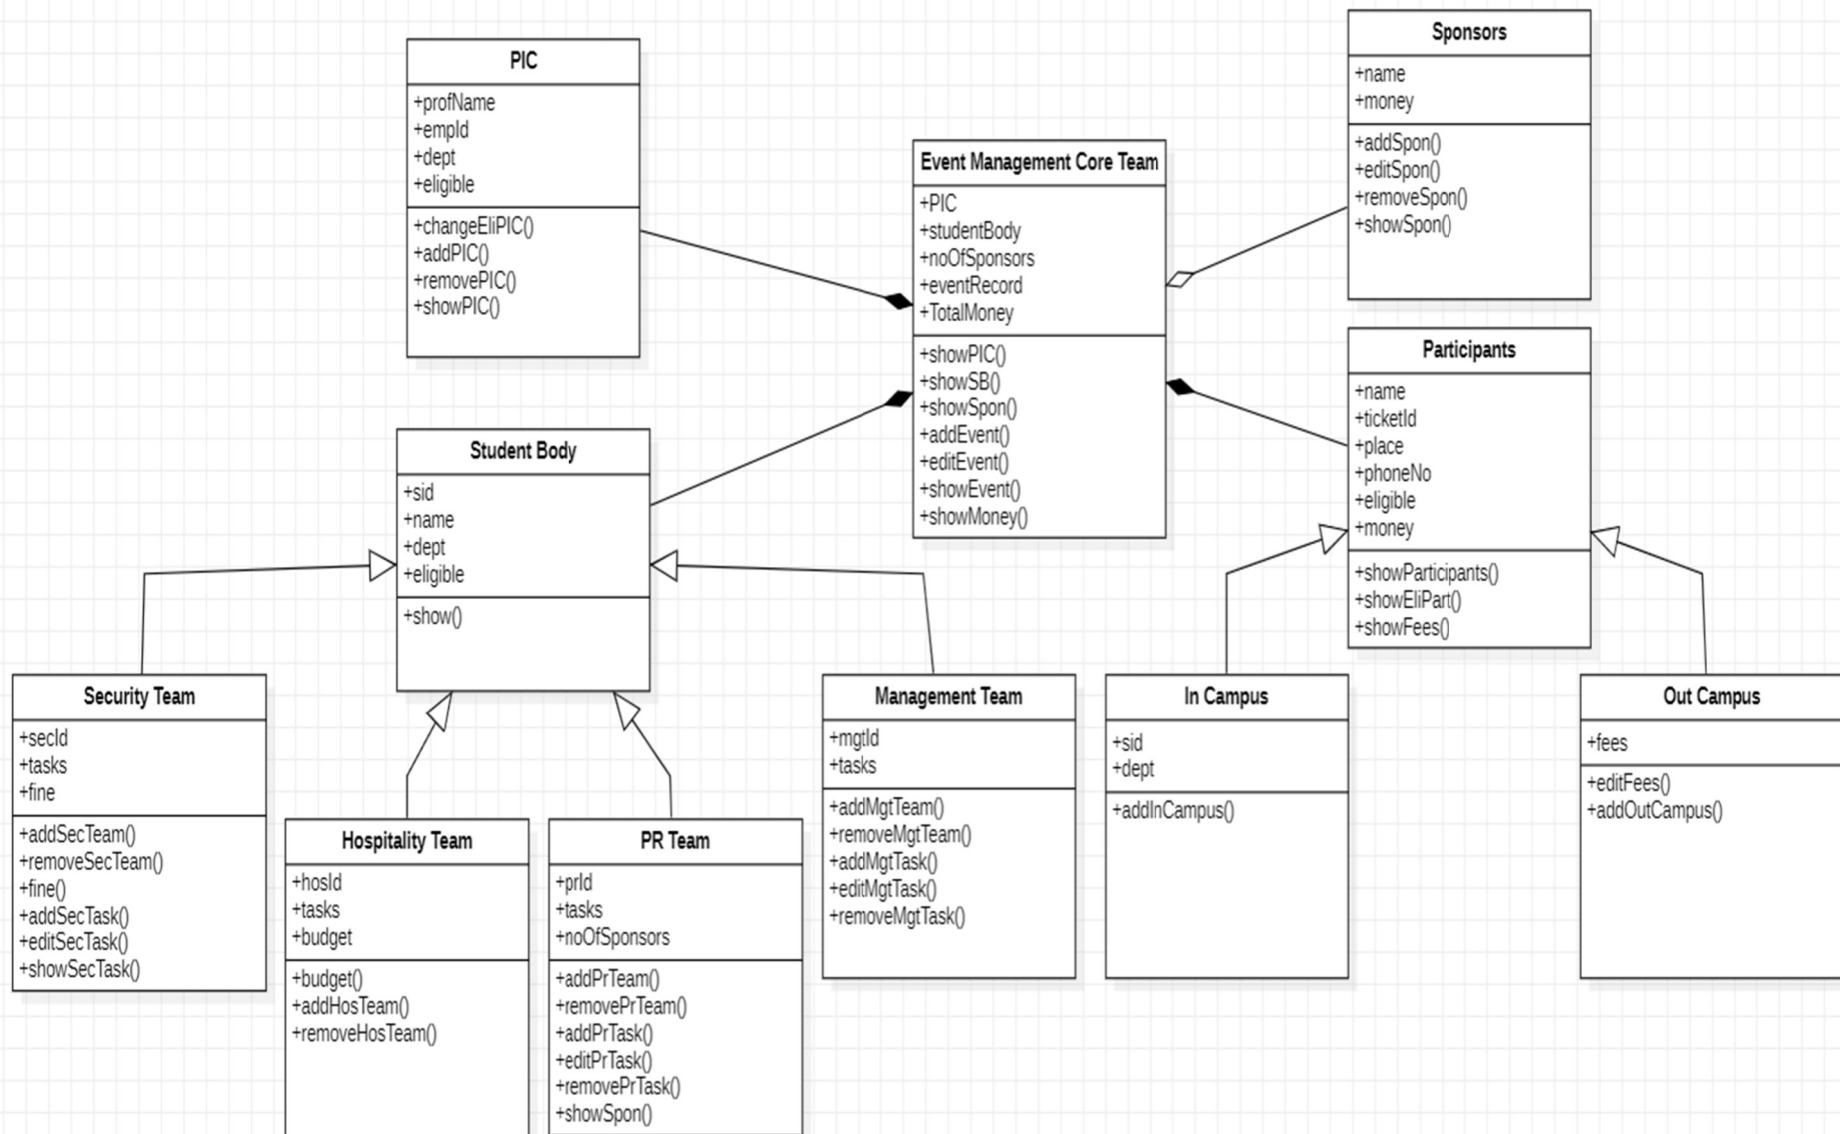 PIC
+profName
+empId
+dept
+eligible
+changeEliPIC()
+addPIC()
+removePIC()
+showPIC()
Event Management Core Team
+PIC
+studentBody
+noOfSponsors
+eventRecord
+TotalMoney
+showPIC()
+showSB()
+showSpon()
+addEvent()
+editEvent()
+showEvent()
+showMoney()
Sponsors
+name
+money
+addSpon()
+editSpon()
+removeSpon()
+showSpon()
Participants
+name
+ticketId
+place
+phoneNo
+eligible
+money
+showParticipants()
+showEliPart()
+showFees()
Student Body
+sid
+name
+dept
+eligible
+show()
Security Team
+secId
+tasks
+fine
+addSecTeam()
+removeSecTeam()
+fine()
+addSecTask()
+editSecTask()
+showSecTask()
Hospitality Team
+hosId
+tasks
+budget
+budget()
+addHosTeam()
+removeHosTeam()
PR Team
+prId
+tasks
+noOfSponsors
+addPrTeam()
+removePrTeam()
+addPrTask()
+editPrTask()
+removePrTask()
+showSpon()
Management Team
+mgtId
+tasks
+addMgtTeam()
+removeMgtTeam()
+addMgtTask()
+editMgtTask()
+removeMgtTask()
In Campus
+sid
+dept
+addInCampus()
Out Campus
+fees
+editFees()
+addOutCampus()